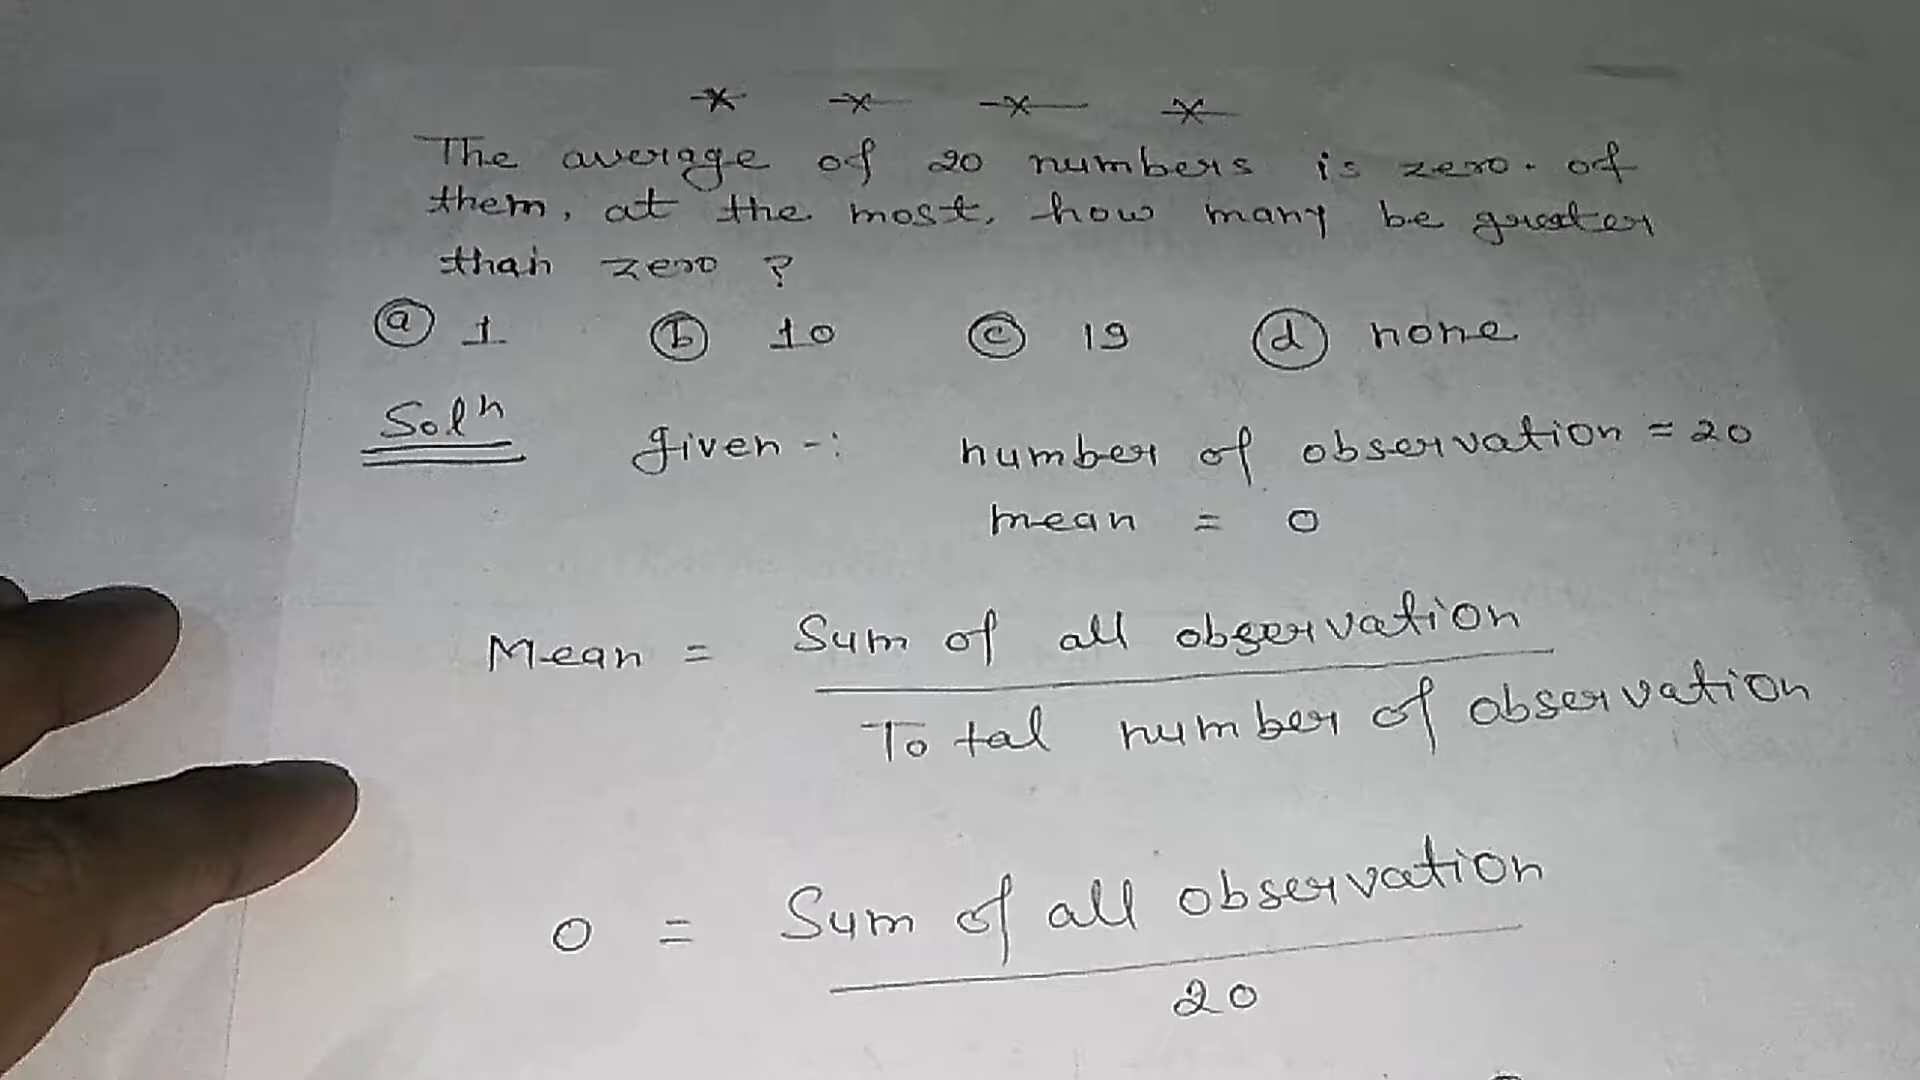 The average of 20 numbers is zero. of
them, at the most, how many be greater
than zero ?
(a) 1 (b) 10 (c) 19 (d) none
Solⁿ given -: number of observation = 20
mean = 0
Mean = Sum of all observation
Total number of observation
0 = Sum of all observation
20